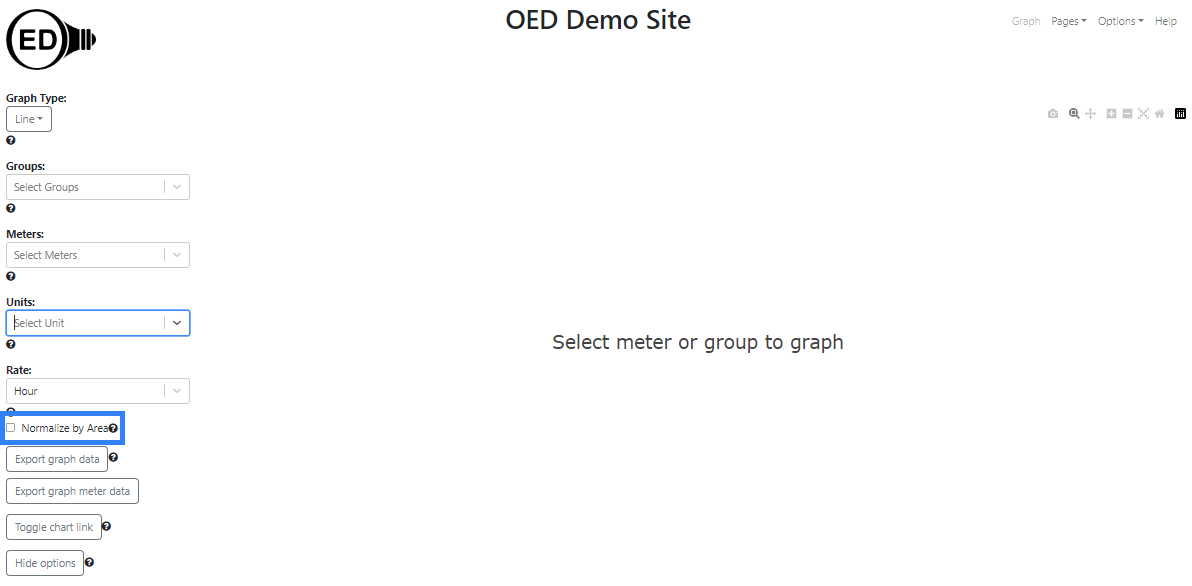 ED
OED Demo Site
Graph Pages Options Help
Graph Type:
Line
Groups:
Select Groups
Meters:
Select Meters
Units:
Select Unit
Select meter or group to graph
Rate:
Hour
Normalize by Area
Export graph data
Export graph meter data
Toggle chart link
Hide options